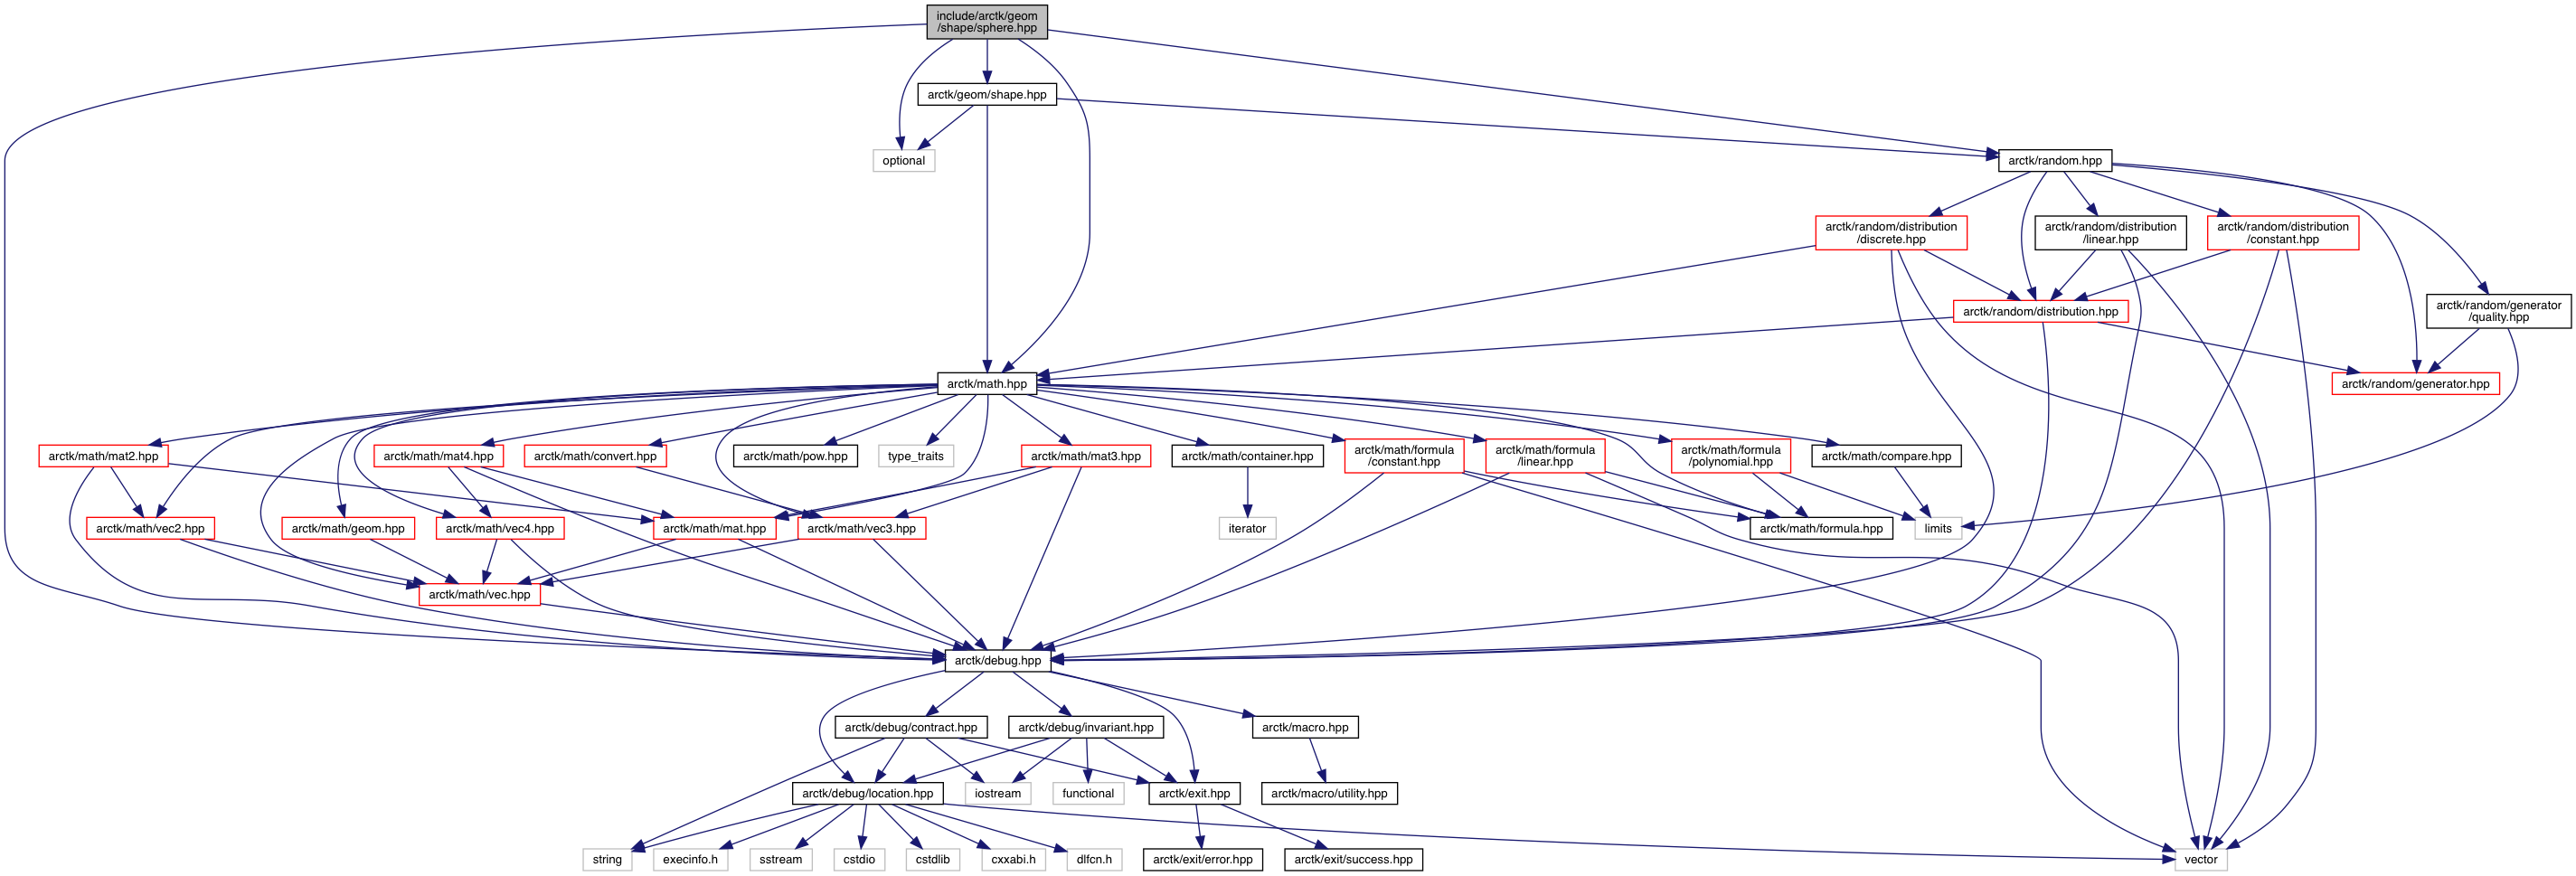 include/arctk/geom
/shape/sphere.hpp
arctk/geom/shape.hpp
optional
arctk/random.hpp
arctk/random/distribution
/discrete.hpp
arctk/random/distribution
/linear.hpp
arctk/random/distribution
/constant.hpp
arctk/random/distribution.hpp
arctk/random/generator
/quality.hpp
arctk/math.hpp
arctk/random/generator.hpp
arctk/math/mat2.hpp
arctk/math/mat4.hpp
arctk/math/convert.hpp
arctk/math/pow.hpp
type_traits
arctk/math/mat3.hpp
arctk/math/container.hpp
arctk/math/formula
/constant.hpp
arctk/math/formula
/linear.hpp
arctk/math/formula
/polynomial.hpp
arctk/math/compare.hpp
arctk/math/vec2.hpp
arctk/math/geom.hpp
arctk/math/vec4.hpp
arctk/math/mat.hpp
arctk/math/vec3.hpp
iterator
arctk/math/formula.hpp
limits
arctk/math/vec.hpp
arctk/debug.hpp
arctk/debug/contract.hpp
arctk/debug/invariant.hpp
arctk/macro.hpp
arctk/debug/location.hpp
iostream
functional
arctk/exit.hpp
arctk/macro/utility.hpp
string
execinfo.h
sstream
cstdio
cstdlib
cxxabi.h
dlfcn.h
arctk/exit/error.hpp
arctk/exit/success.hpp
vector